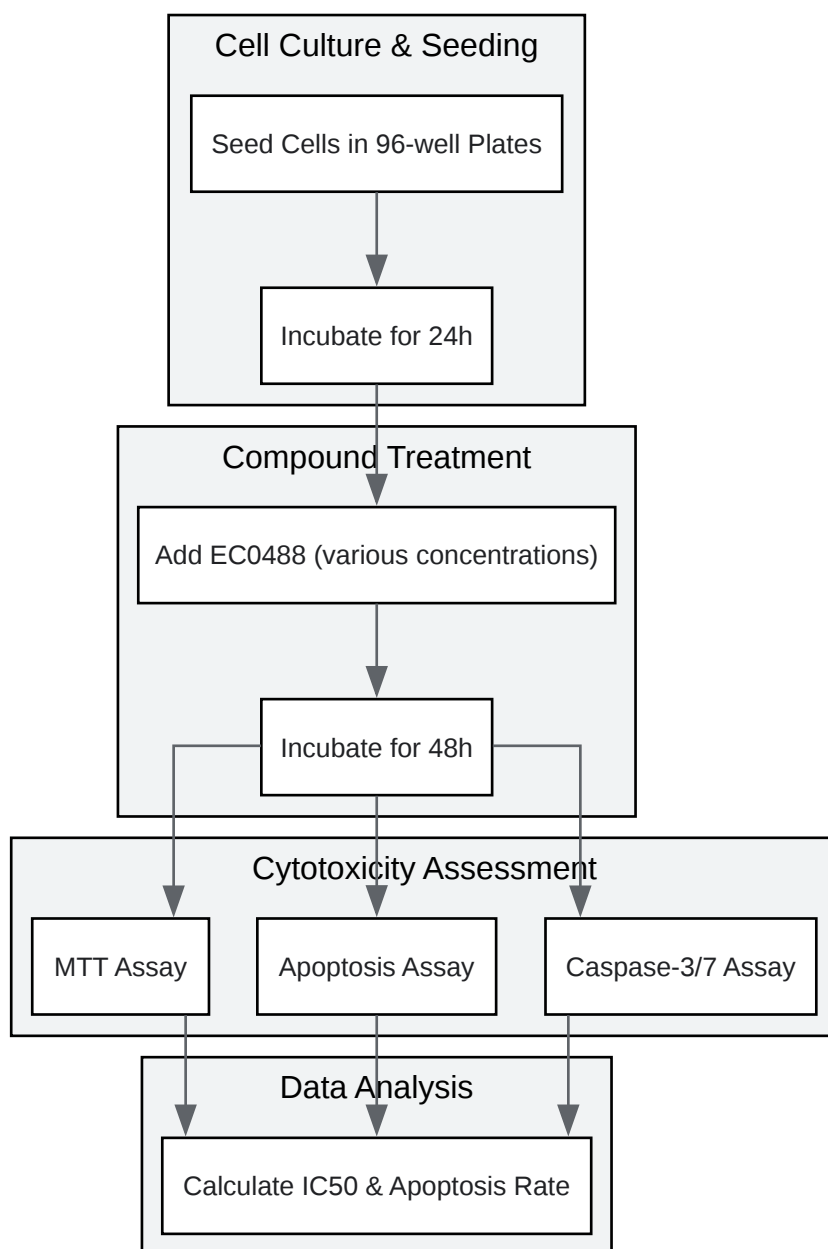 Cell Culture & Seeding
Seed Cells in 96-well Plates
Incubate for 24h
Compound Treatment
Add EC0488 (various concentrations)
Incubate for 48h
Cytotoxicity Assessment
MTT Assay
Apoptosis Assay
Caspase-3/7 Assay
Data Analysis
Calculate IC50 & Apoptosis Rate